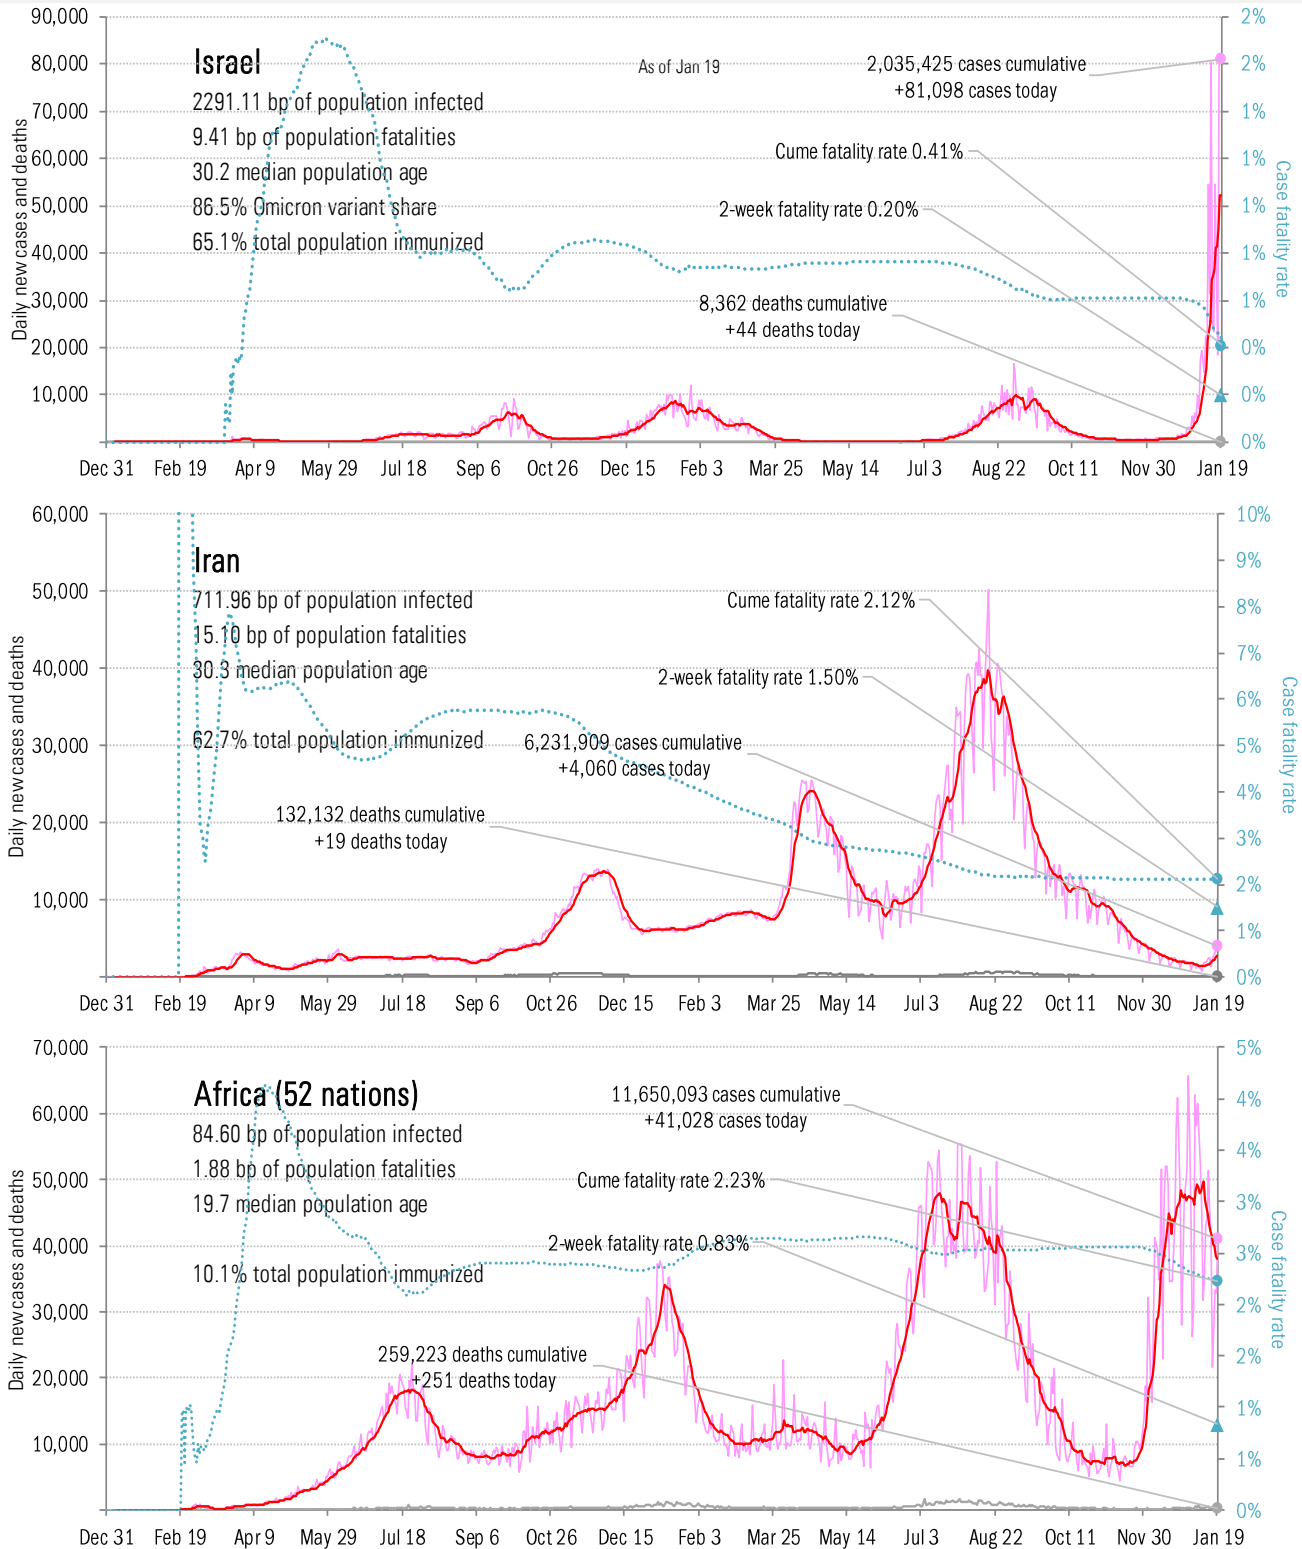 90,000
80,000
70,000
60,000
50,000
40,000
30,000
20,000
10,000
Daily new cases and deaths
Israel
2291.11 bp of population infected
9.41 bp of population fatalities
30.2 median population age
86.5% Omicron variant share
65.1% total population immunized
As of Jan 19
2,035,425 cases cumulative
+81,098 cases today
Cume fatality rate 0.41%
2-week fatality rate 0.20%
8,362 deaths cumulative
+44 deaths today
2%
2%
1%
1%
1%
1%
1%
0%
0%
0%
Case fatality rate
Dec 31 Feb 19 Apr 9 May 29 Jul 18 Sep 6 Oct 26 Dec 15 Feb 3 Mar 25 May 14 Jul 3 Aug 22 Oct 11 Nov 30 Jan 19
60,000
50,000
40,000
30,000
20,000
10,000
Daily new cases and deaths
Iran
711.96 bp of population infected
15.10 bp of population fatalities
30.3 median population age
62.7% total population immunized
Cume fatality rate 2.12%
2-week fatality rate 1.50%
6,231,909 cases cumulative
+4,060 cases today
132,132 deaths cumulative
+19 deaths today
10%
9%
8%
7%
6%
5%
4%
3%
2%
1%
0%
Case fatality rate
Dec 31 Feb 19 Apr 9 May 29 Jul 18 Sep 6 Oct 26 Dec 15 Feb 3 Mar 25 May 14 Jul 3 Aug 22 Oct 11 Nov 30 Jan 19
70,000
60,000
50,000
40,000
30,000
20,000
10,000
Daily new cases and deaths
Africa (52 nations)
84.60 bp of population infected
1.88 bp of population fatalities
19.7 median population age
10.1% total population immunized
11,650,093 cases cumulative
+41,028 cases today
Cume fatality rate 2.23%
2-week fatality rate 0.83%
259,223 deaths cumulative
+251 deaths today
5%
4%
4%
3%
3%
2%
2%
1%
1%
0%
Case fatality rate
Dec 31 Feb 19 Apr 9 May 29 Jul 18 Sep 6 Oct 26 Dec 15 Feb 3 Mar 25 May 14 Jul 3 Aug 22 Oct 11 Nov 30 Jan 19